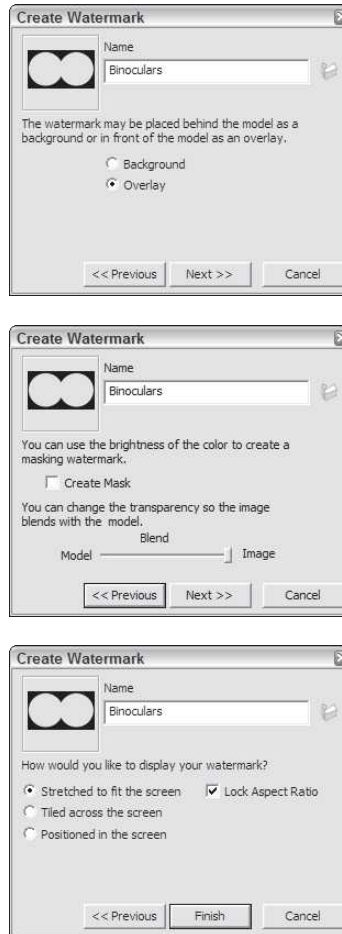 Create Watermark
Name
Binoculars
The watermark may be placed behind the model as a
background or in front of the model as an overlay.
Background
Overlay
<< Previous
Next >>
Cancel
Create Watermark
Name
Binoculars
You can use the brightness of the color to create a
masking watermark.
Create Mask
You can change the transparency so the image
blends with the model.
Blend
Model
Image
<< Previous
Next >>
Cancel
Create Watermark
Name
Binoculars
How would you like to display your watermark?
Stretched to fit the screen
Lock Aspect Ratio
Tiled across the screen
Positioned in the screen
<< Previous
Finish
Cancel